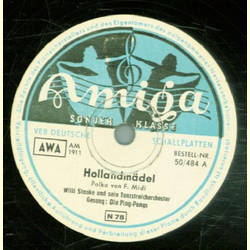 Amiga
SONDER KLASSE
VEB DEUTSCHE SCHALLPLATTEN
AWA
AM
1911
BESTELL-NR.
50/484 A
Hollandmädel
Polka von F. Midi
Willi Stanke und sein Tanzstreichorchester
Gesang: Die Ping-Pongs
N 78